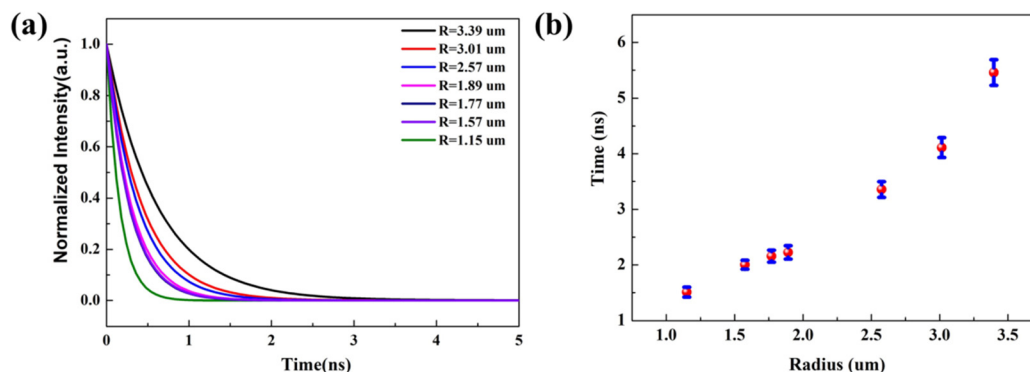 (a)
Normalized Intensity(a.u.)
1.0
0.8
0.6
0.4
0.2
0.0
R=3.39 um
R=3.01 um
R=2.57 um
R=1.89 um
R=1.77 um
R=1.57 um
R=1.15 um
0 1 2 3 4 5
Time(ns)
(b)
Time (ns)
6
5
4
3
2
1
1.0 1.5 2.0 2.5 3.0 3.5
Radius (um)